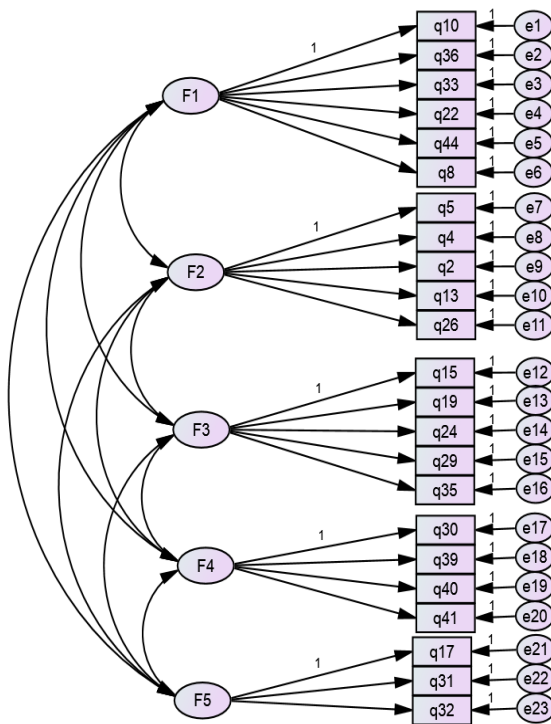 q10 1 e1
1
q36 1 e2
q33 1 e3
F1
q22 1 e4
q44 1 e5
q8 1 e6
q5 1 e7
1
q4 1 e8
F2
q2 1 e9
q13 1 e10
q26 1 e11
q15 1 e12
1
q19 1 e13
F3
q24 1 e14
q29 1 e15
q35 1 e16
q30 1 e17
1
q39 1 e18
F4
q40 1 e19
q41 1 e20
q17 1 e21
1
q31 1 e22
F5
q32 1 e23